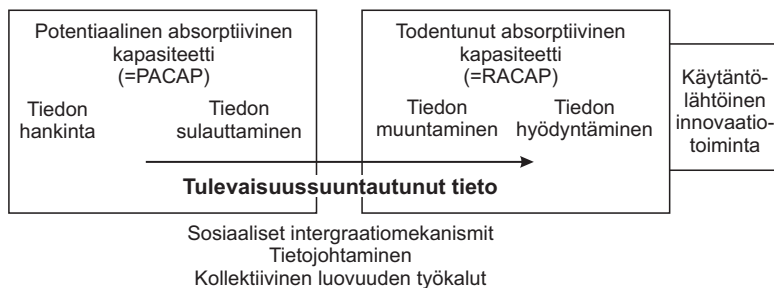 Potentiaalinen absorptiivinen
kapasiteetti
(=PACAP)
Tiedon
hankinta
Tiedon
sulauttaminen
Todentunut absorptiivinen
kapasiteetti
(=RACAP)
Tiedon
muuntaminen
Tiedon
hyödyntäminen
Käytäntö-
lähtöinen
innovaatio-
toiminta
Tulevaisuussuntautunut tieto
Sosiaaliset intergraatiomekanismit
Tietojohtaminen
Kollektiivinen luovuuden työkalut